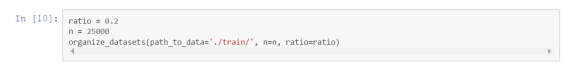 In [10]:
ratio = 0.2
n = 25000
organize_datasets(path_to_data='./train/', n=n, ratio=ratio)